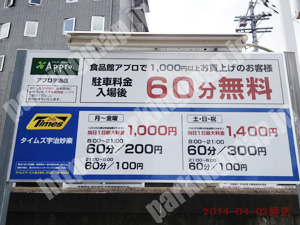 Appro
アプロ宇治店
食品館アプロで 1,000円以上お買上げのお客様
駐車料金
入場後
60分無料
Times
タイムズ宇治妙楽
月～金曜
当日1日最大料金 1,000円
8:00～21:00
60分／200円
21:00～8:00
60分／100円
土・日・祝
当日1日最大料金 1,400円
8:00～21:00
60分／300円
21:00～8:00
60分／100円
2014-04-03